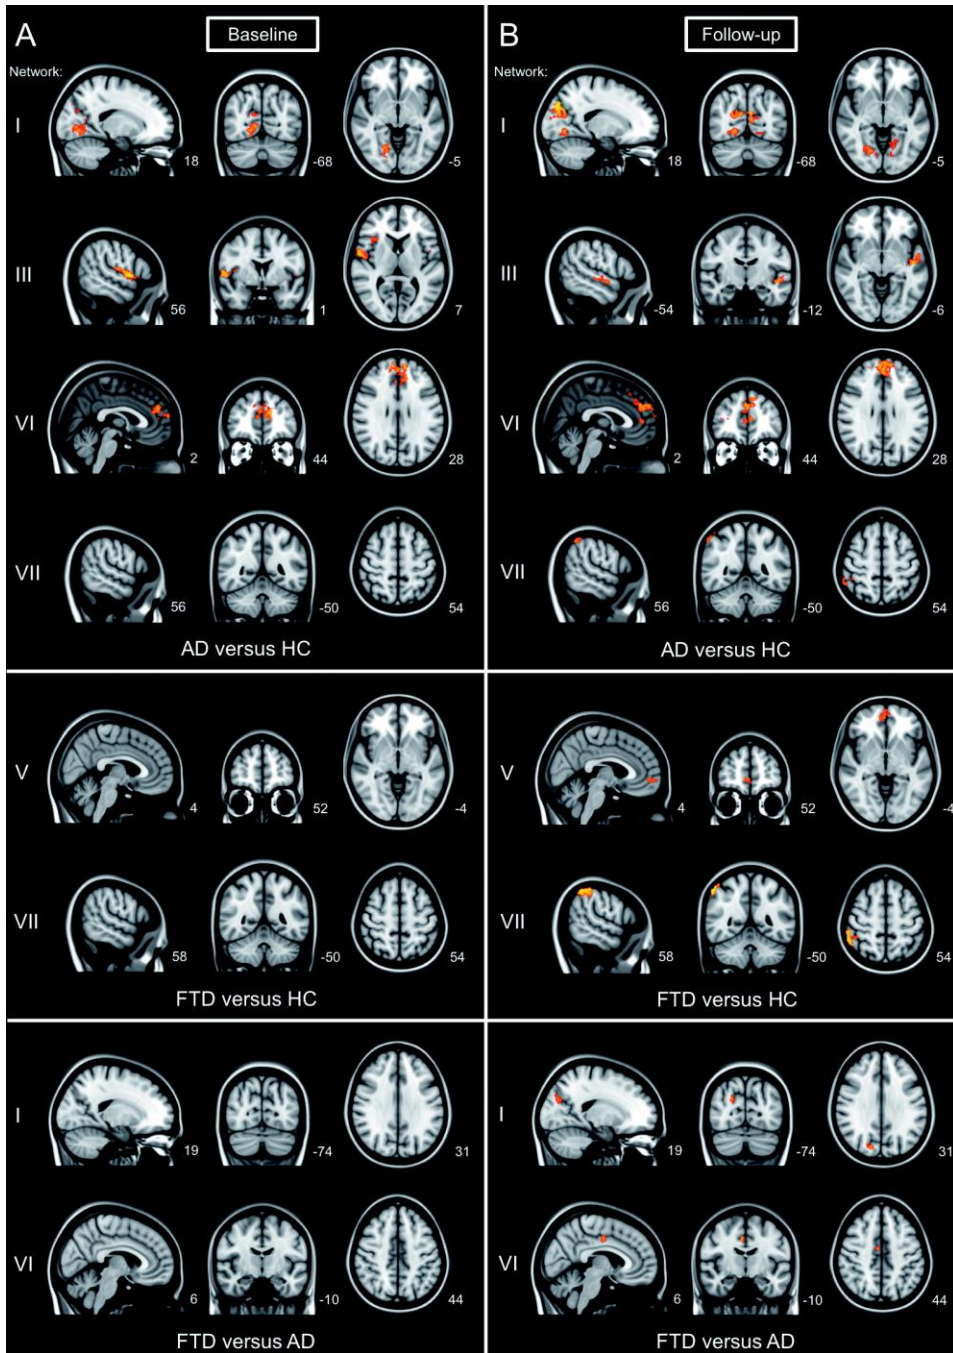 A
Baseline
Network:
I
18
-68
-5
III
56
1
7
VI
2
44
28
VII
56
-50
54
AD versus HC
V
4
52
-4
VII
58
-50
54
FTD versus HC
I
19
-74
31
VI
6
-10
44
FTD versus AD
B
Follow-up
Network:
I
18
-68
-5
III
-54
-12
-6
VI
2
44
28
VII
56
-50
54
AD versus HC
V
4
52
-4
VII
58
-50
54
FTD versus HC
I
19
-74
31
VI
6
-10
44
FTD versus AD